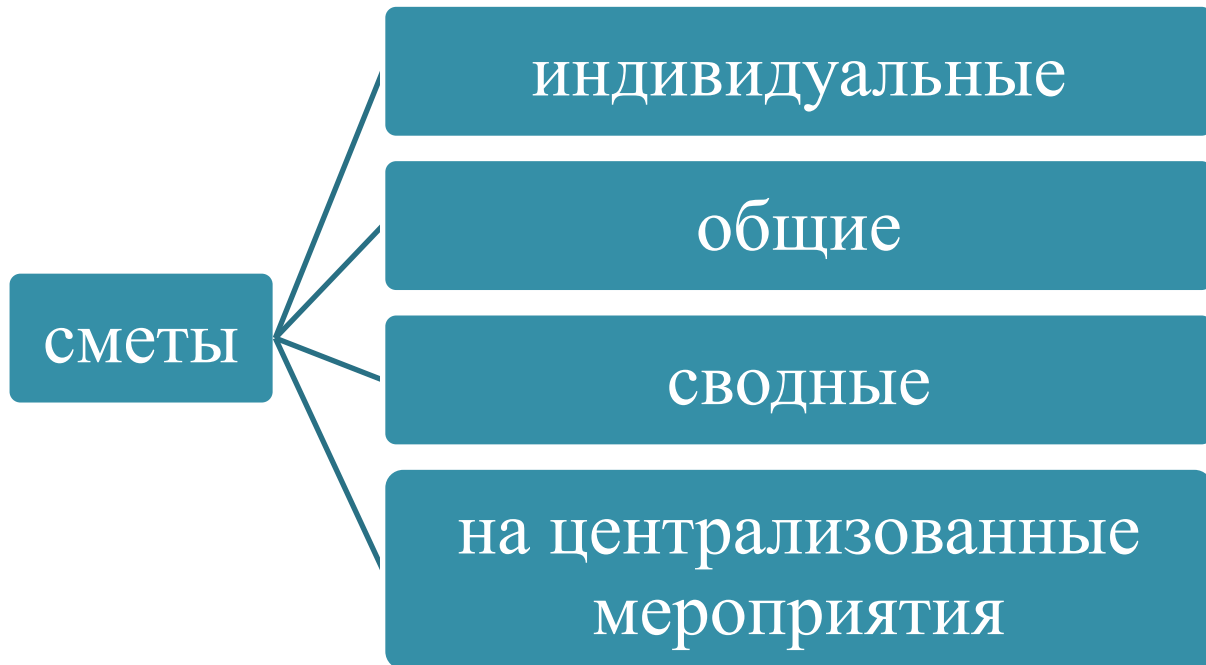 сметы
индивидуальные
общие
сводные
на централизованные
мероприятия